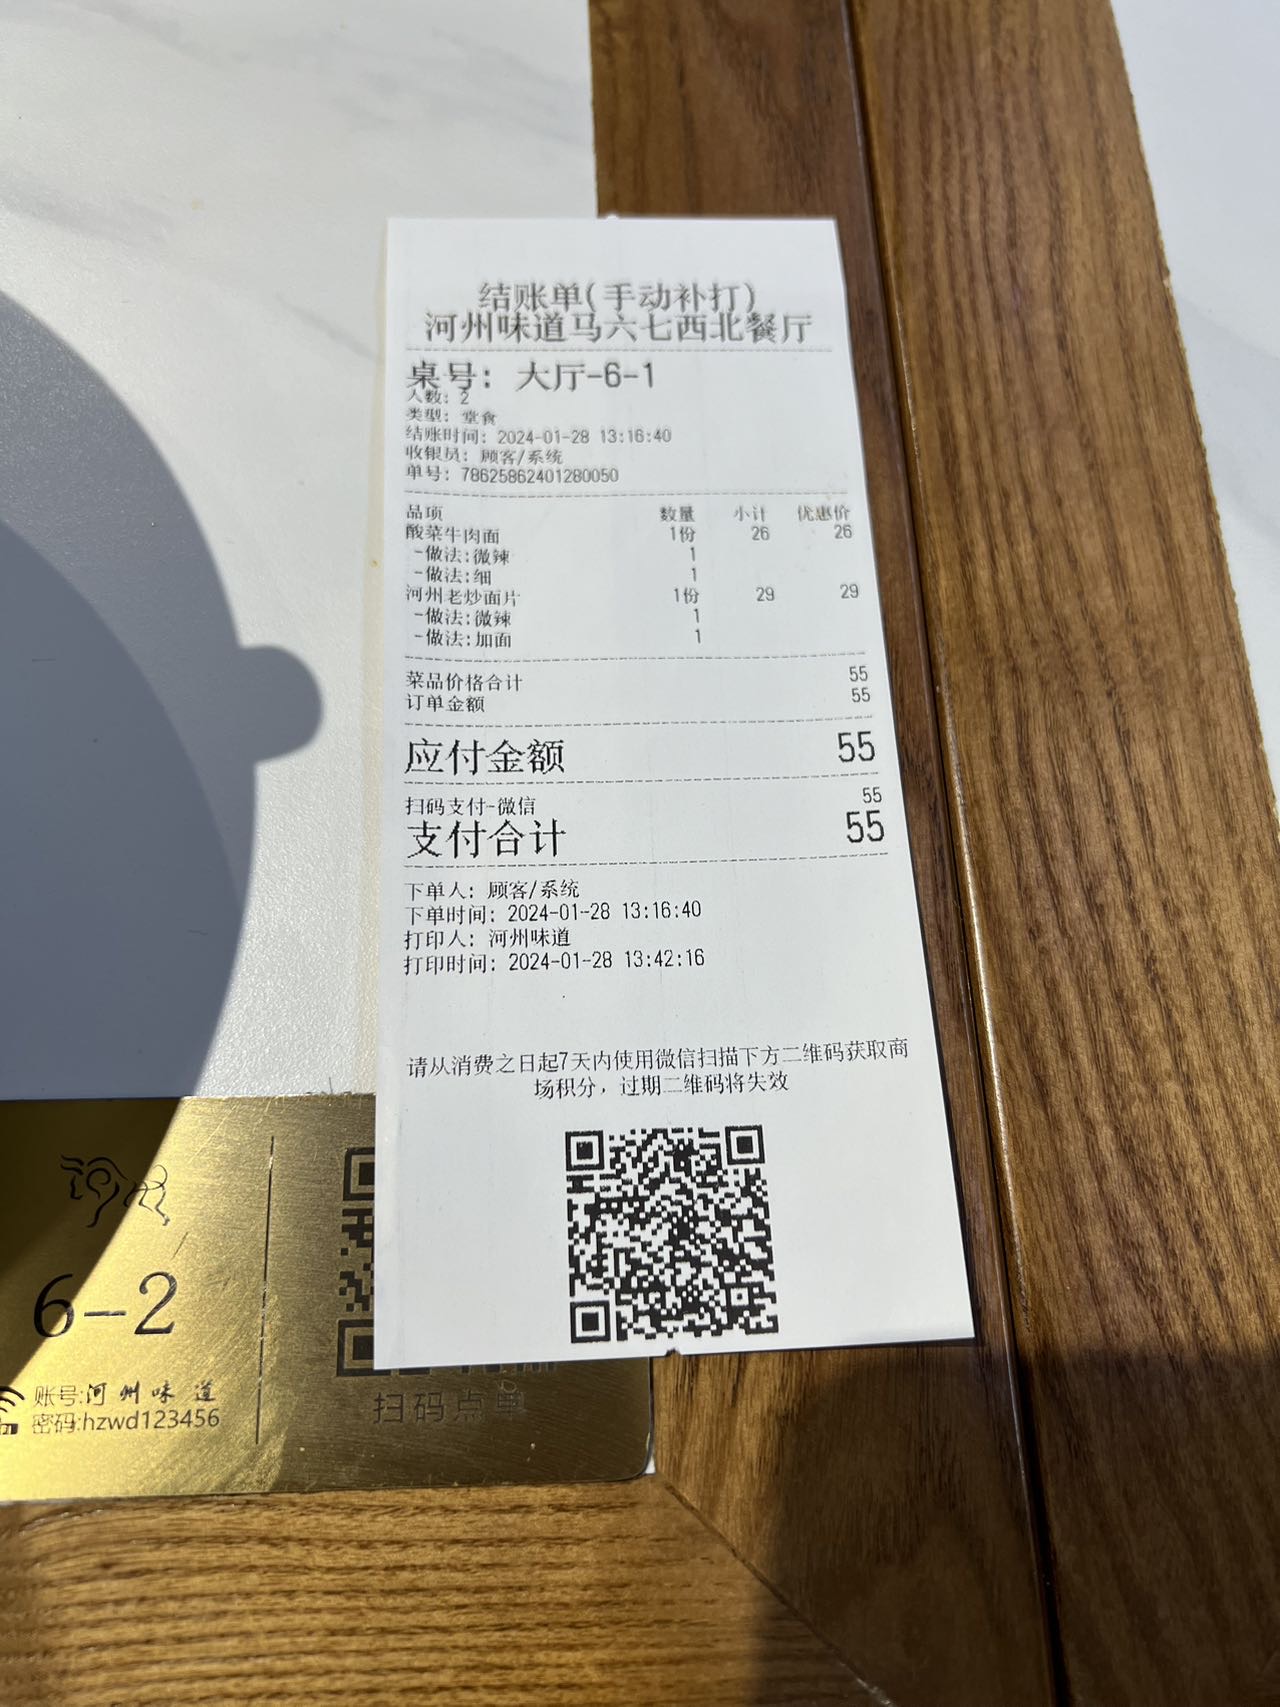 结账单(手动补打)
河州味道马六七西北餐厅
桌号: 大厅-6-1
人数: 2
类型: 堂食
结账时间: 2024-01-28 13:16:40
收银员: 顾客/系统
单号: 78625862401280050
品项 数量 小计 优惠价
酸菜牛肉面 1份 26 26
-做法:微辣 1
-做法:细 1
河州老炒面片 1份 29 29
-做法:微辣 1
-做法:加面 1
菜品价格合计 55
订单金额 55
应付金额 55
扫码支付-微信 55
支付合计 55
下单人: 顾客/系统
下单时间: 2024-01-28 13:16:40
打印人: 河州味道
打印时间: 2024-01-28 13:42:16
请从消费之日起7天内使用微信扫描下方二维码获取商
场积分，过期二维码将失效
6-2
账号:河州味道
密码:hzwd123456
扫码点单